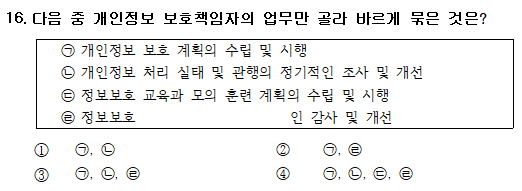 16. 다음 중 개인정보 보호책임자의 업무만 골라 바르게 묶은 것은?
㉠ 개인정보 보호 계획의 수립 및 시행
㉡ 개인정보 처리 실태 및 관행의 정기적인 조사 및 개선
㉢ 정보보호 교육과 모의 훈련 계획의 수립 및 시행
㉣ 정보보호 인 감사 및 개선
① ㉠, ㉡ ② ㉠, ㉣
③ ㉠, ㉡, ㉣ ④ ㉠, ㉡, ㉢, ㉣